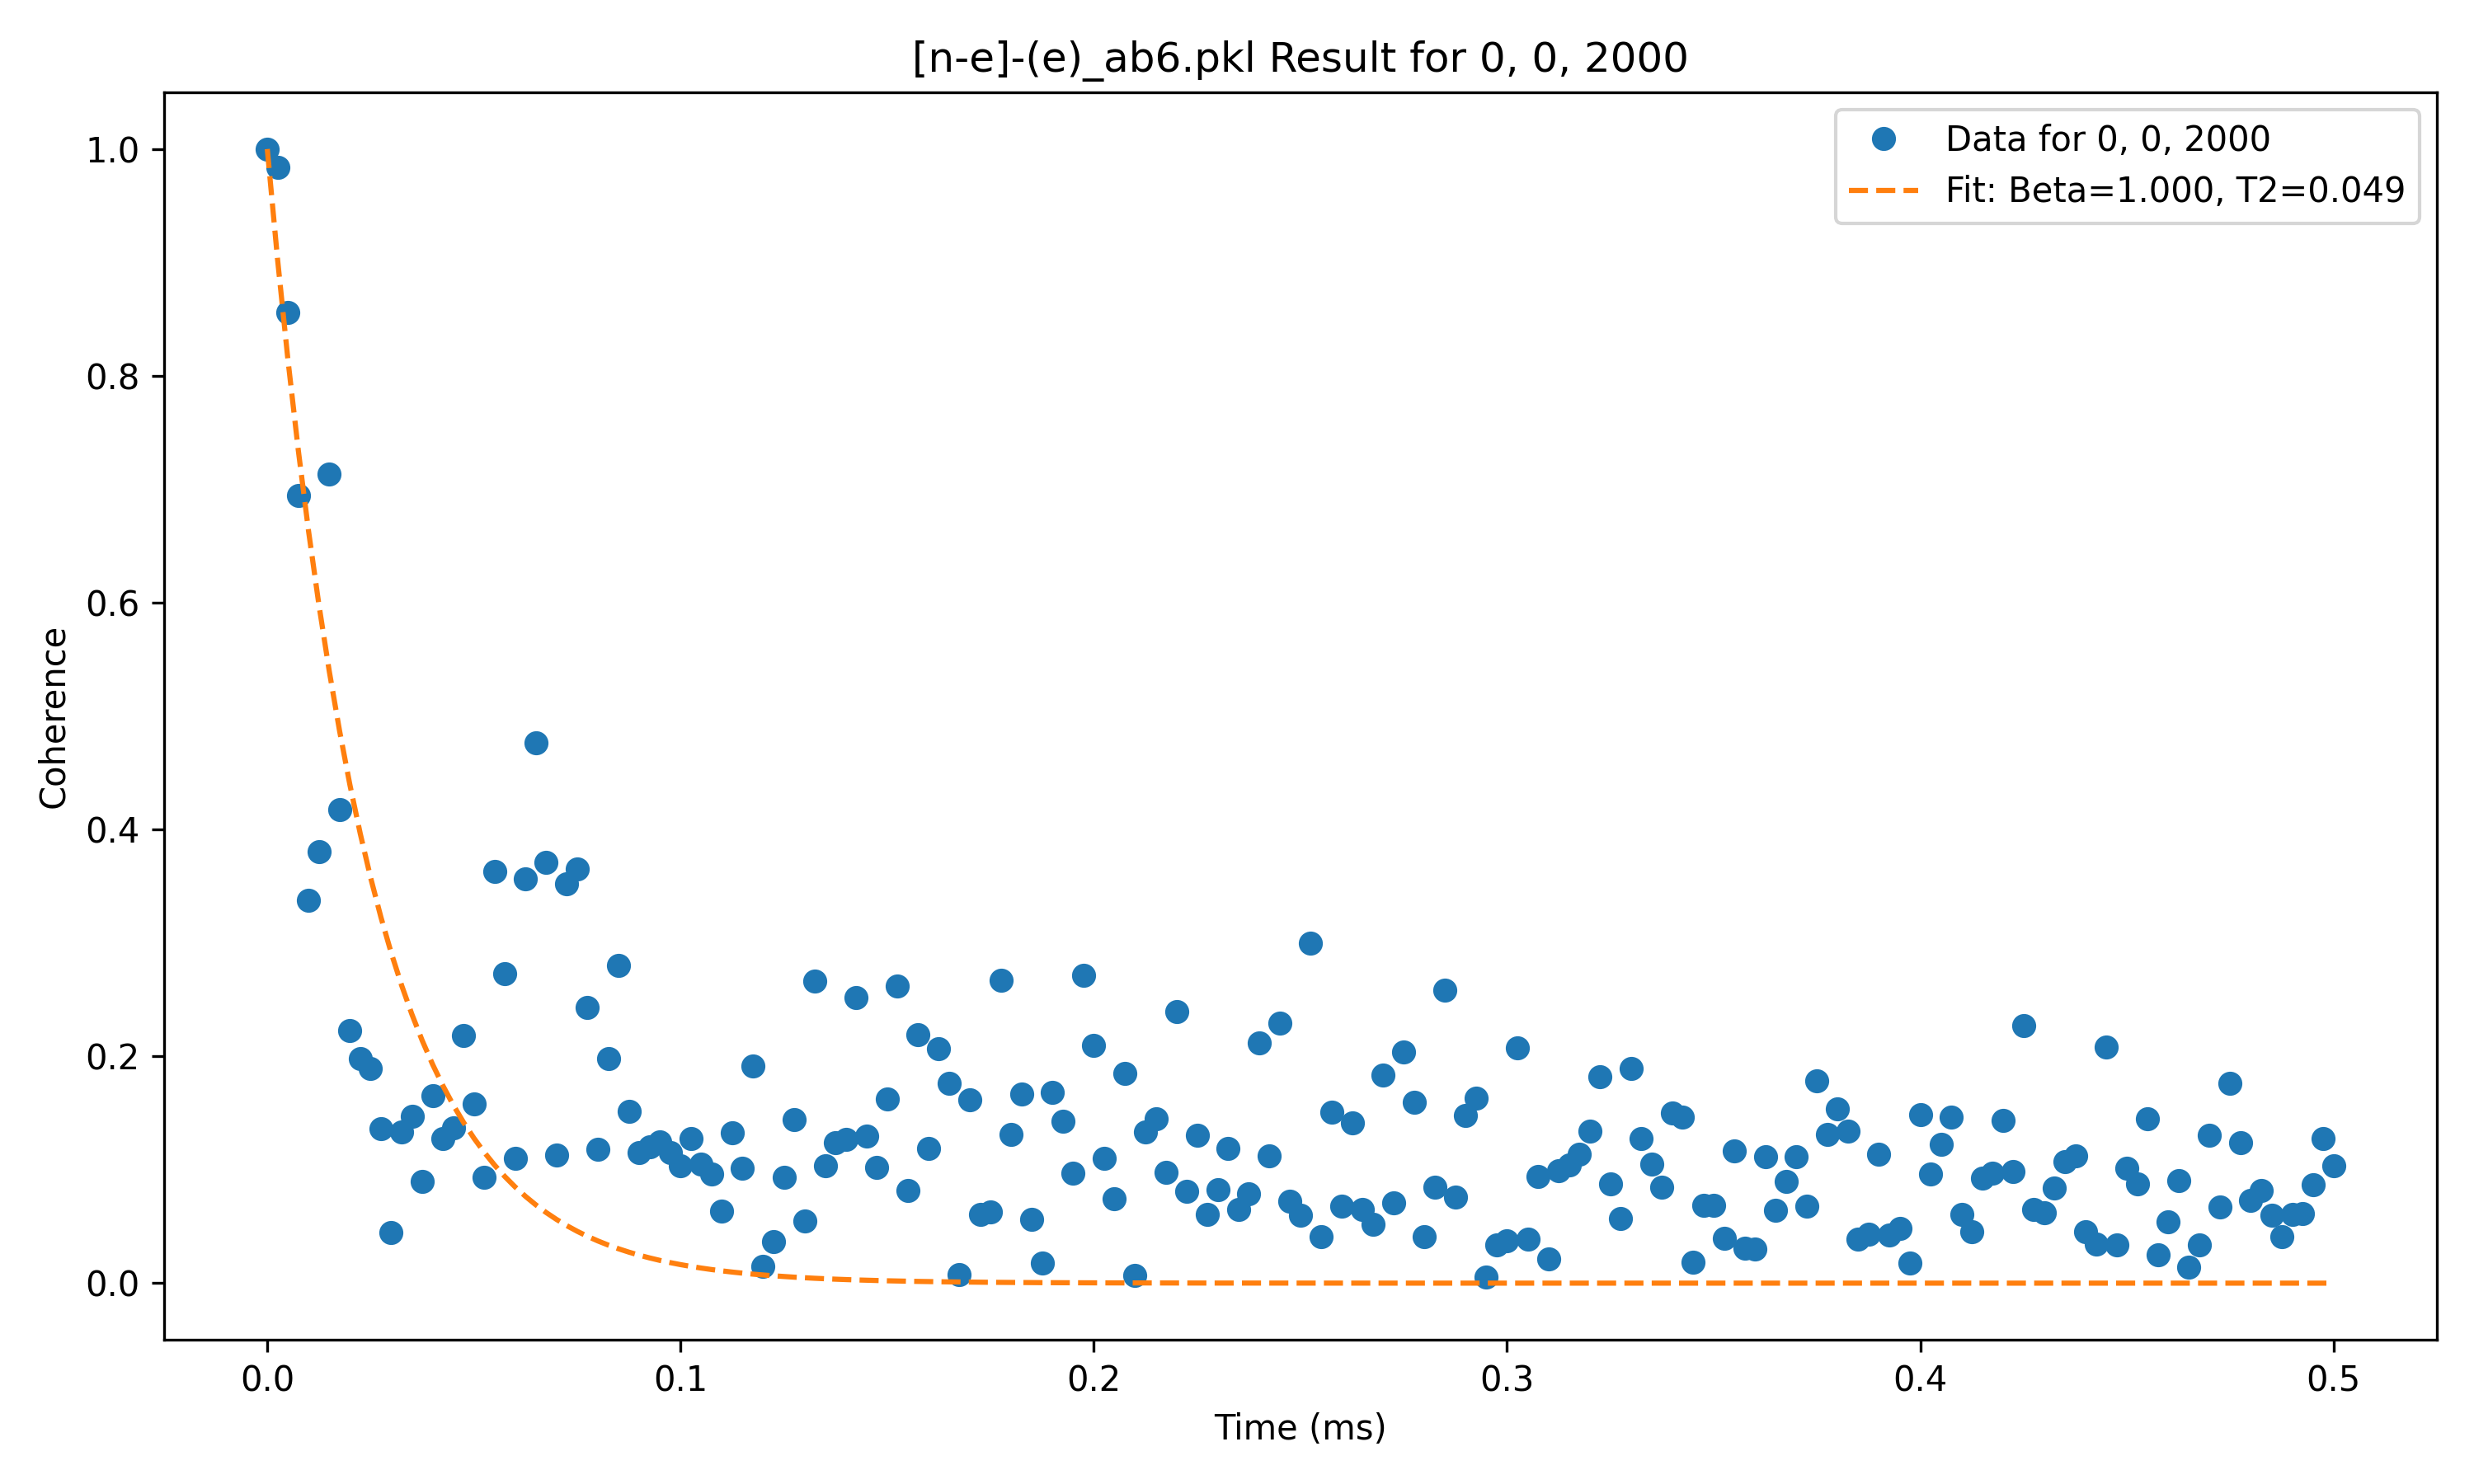 [n-e]-(e)_ab6.pkl Result for 0, 0, 2000
Data for 0, 0, 2000
Fit: Beta=1.000, T2=0.049
Coherence
1.0
0.8
0.6
0.4
0.2
0.0
0.0 0.1 0.2 0.3 0.4 0.5
Time (ms)